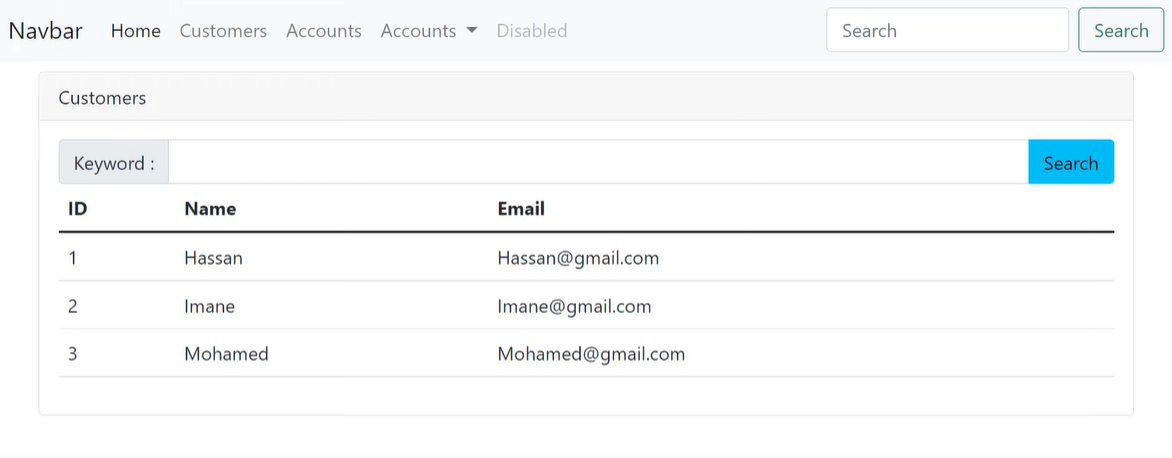 Navbar Home Customers Accounts Accounts Disabled Search Search
Customers
Keyword : Search
ID Name Email
1 Hassan Hassan@gmail.com
2 Imane Imane@gmail.com
3 Mohamed Mohamed@gmail.com